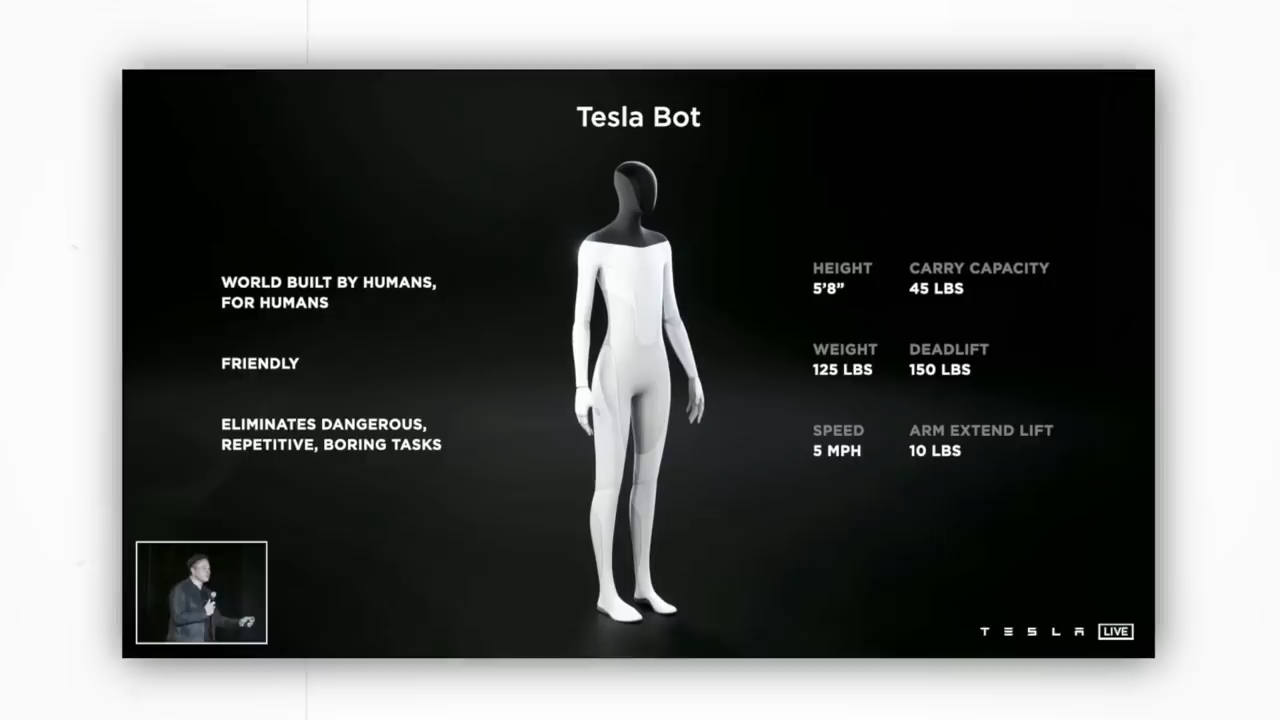 Tesla Bot
WORLD BUILT BY HUMANS,
FOR HUMANS
FRIENDLY
ELIMINATES DANGEROUS,
REPETITIVE, BORING TASKS
HEIGHT
5’8”
CARRY CAPACITY
45 LBS
WEIGHT
125 LBS
DEADLIFT
150 LBS
SPEED
5 MPH
ARM EXTEND LIFT
10 LBS
TESLA LIVE